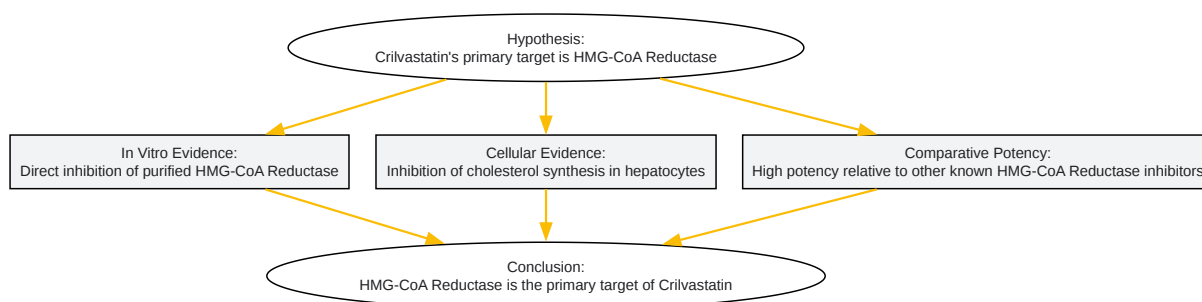 Hypothesis:
Crilvastatin's primary target is HMG-CoA Reductase
In Vitro Evidence:
Direct inhibition of purified HMG-CoA Reductase
Cellular Evidence:
Inhibition of cholesterol synthesis in hepatocytes
Comparative Potency:
High potency relative to other known HMG-CoA Reductase inhibitors
Conclusion:
HMG-CoA Reductase is the primary target of Crilvastatin